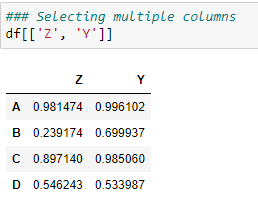 ### Selecting multiple columns
df[['Z', 'Y']]
Z Y
A 0.981474 0.996102
B 0.239174 0.699937
C 0.897140 0.985060
D 0.546243 0.533987